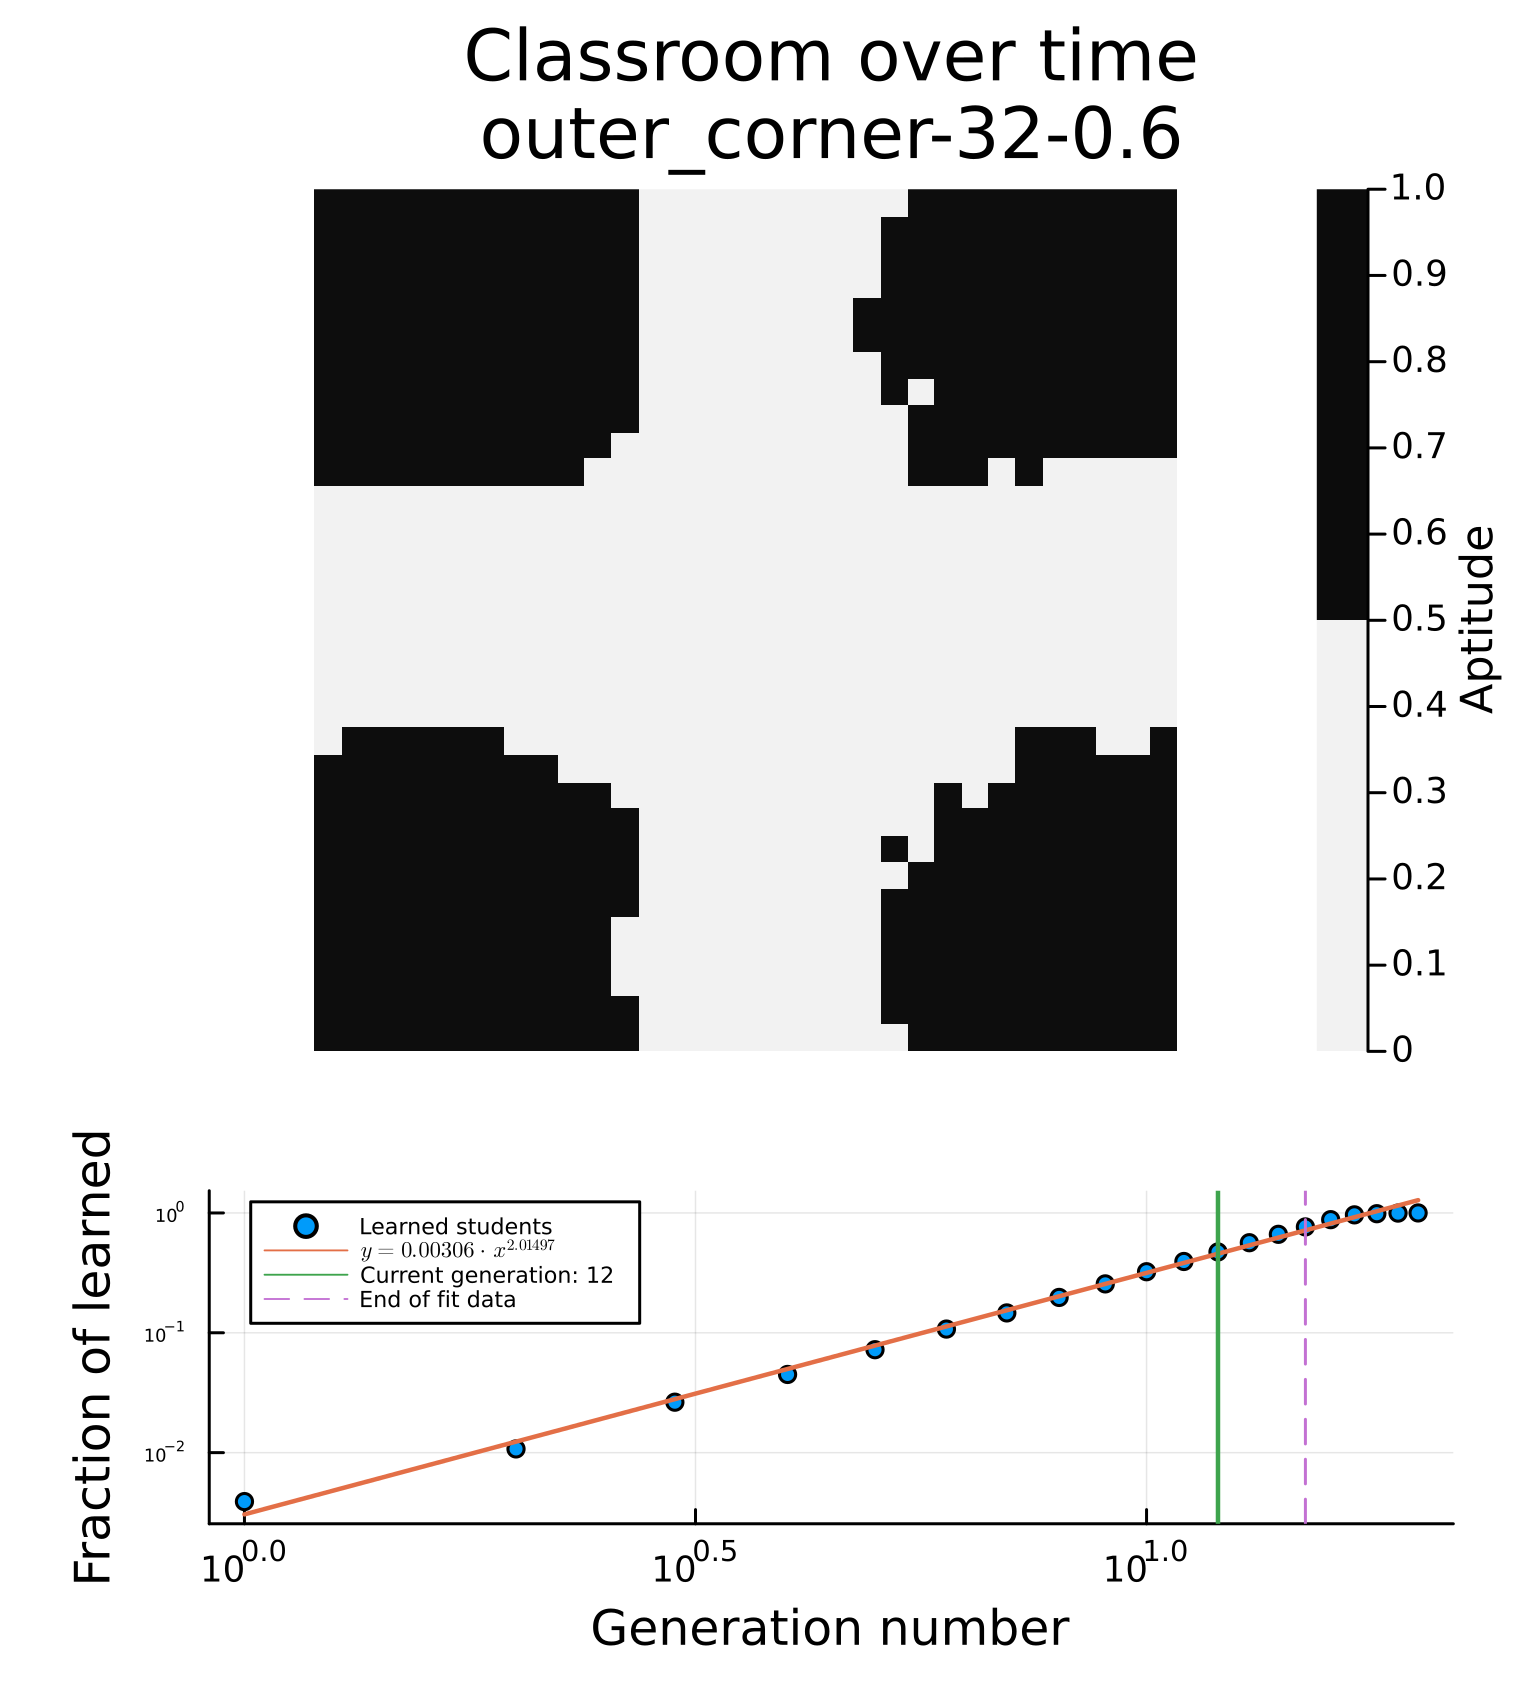 Classroom over time
outer_corner-32-0.6
1.0
0.9
0.8
0.7
0.6
0.5
0.4
0.3
0.2
0.1
0
Aptitude
Fraction of learned
10⁰
10⁻¹
10⁻²
Learned students
y = 0.00306 · x^2.01497
Current generation: 12
End of fit data
10^0.0
10^0.5
10^1.0
Generation number